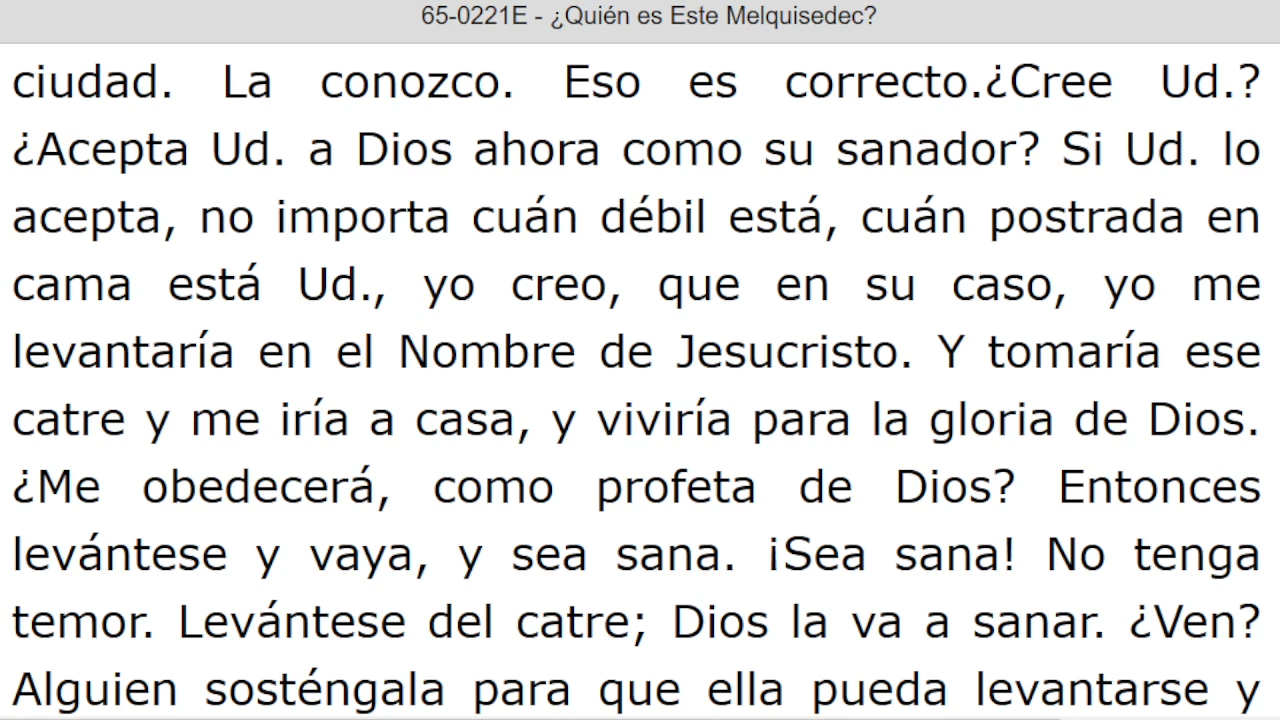 65-0221E - ¿Quién es Este Melquisedec?
ciudad. La conozco. Eso es correcto.¿Cree Ud.?
¿Acepta Ud. a Dios ahora como su sanador? Si Ud. lo
acepta, no importa cuán débil está, cuán postrada en
cama está Ud., yo creo, que en su caso, yo me
levantaría en el Nombre de Jesucristo. Y tomaría ese
catre y me iría a casa, y viviría para la gloria de Dios.
¿Me obedecerá, como profeta de Dios? Entonces
levántese y vaya, y sea sana. ¡Sea sana! No tenga
temor. Levántese del catre; Dios la va a sanar. ¿Ven?
Alguien sosténgala para que ella pueda levantarse y